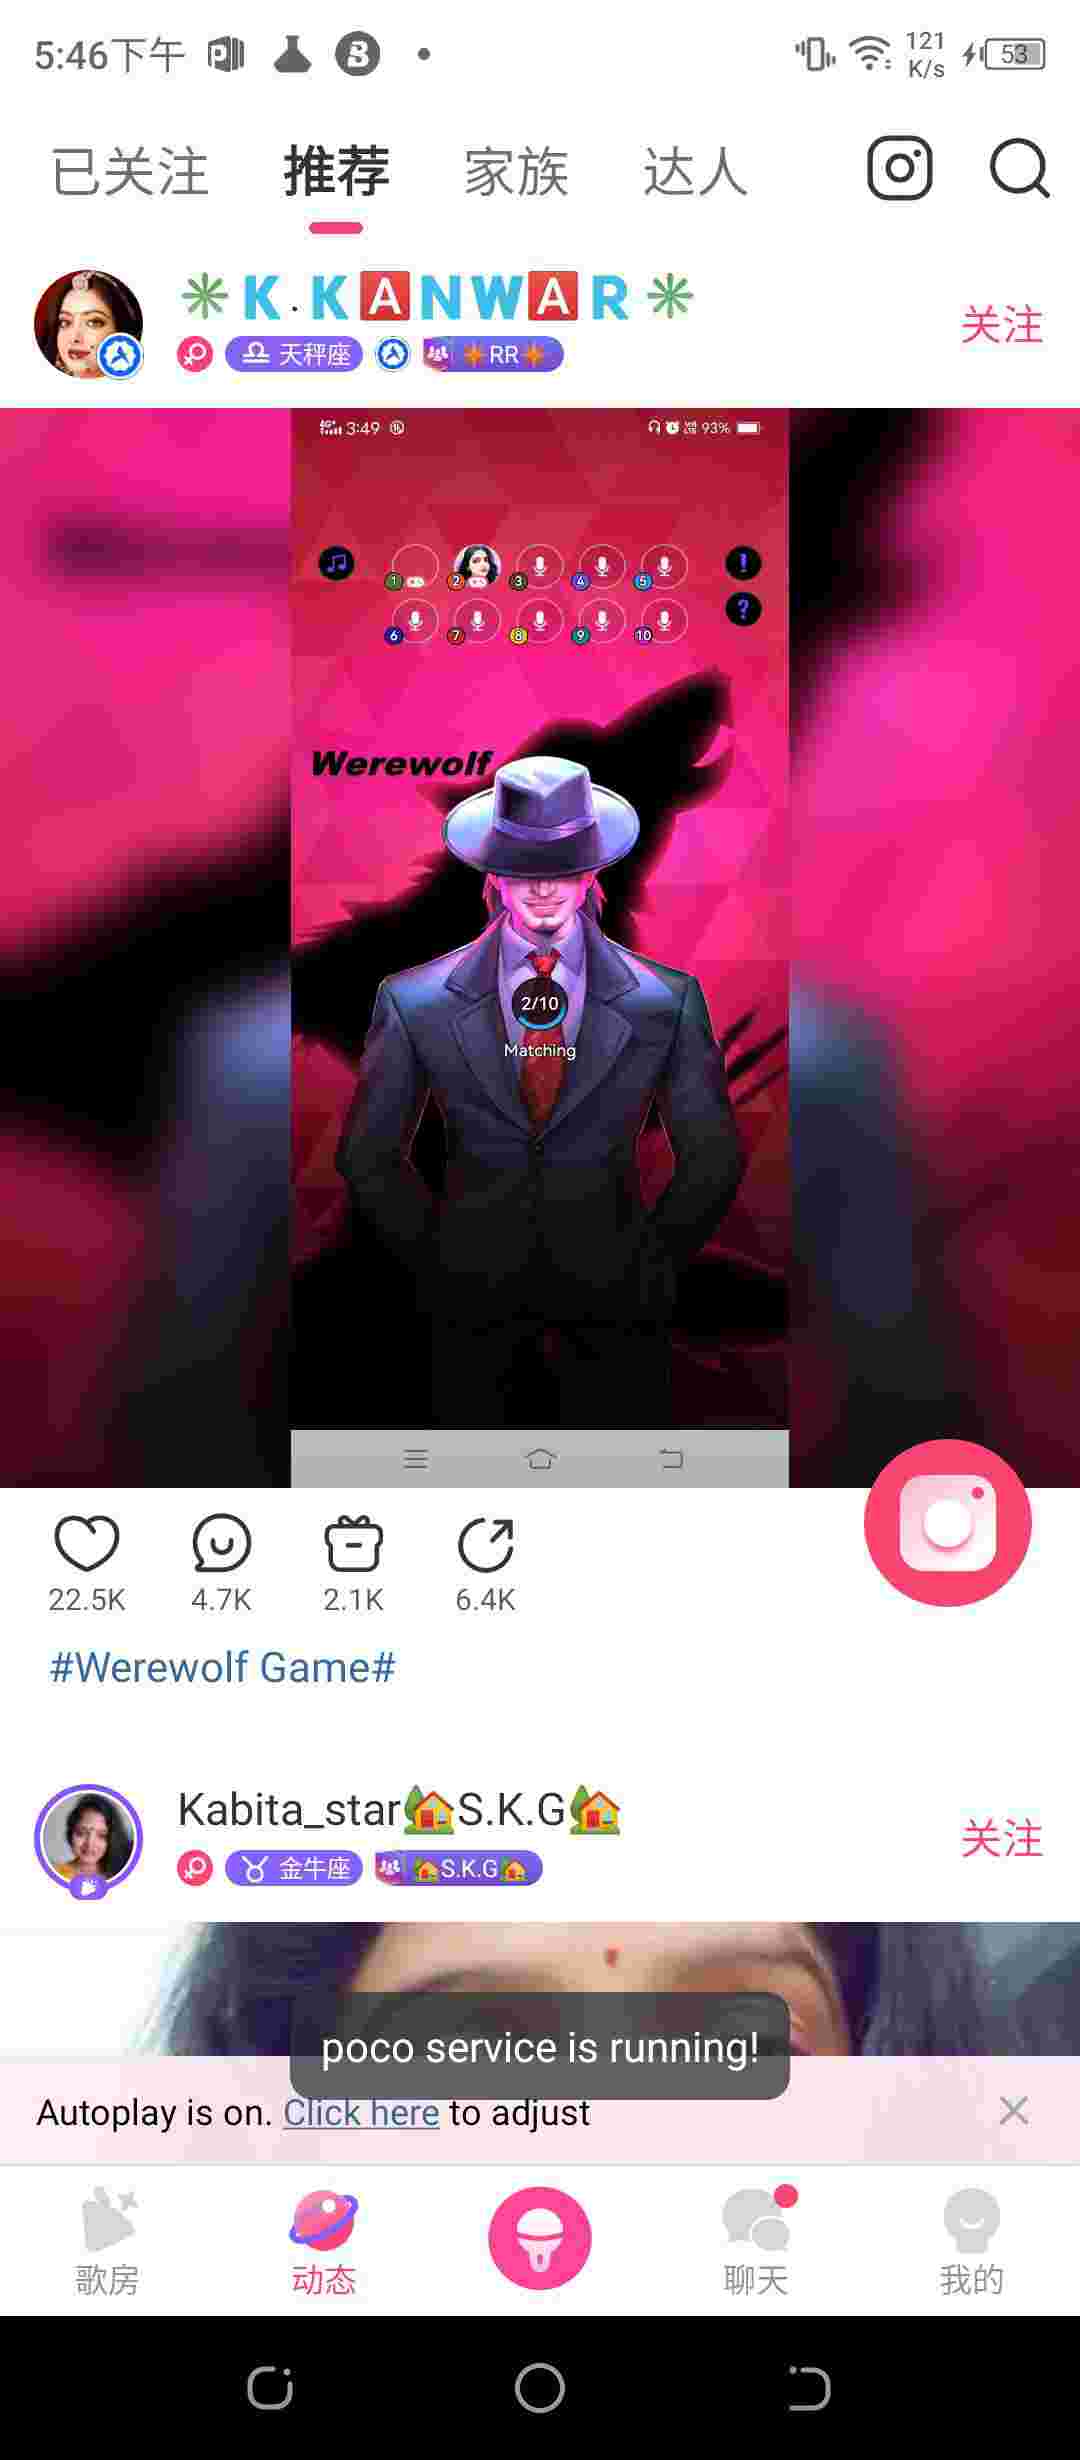 5:46下午 121 K/s 53
已关注 推荐 家族 达人
K.KANWAR
天秤座 RR
关注
3:49 93%
1 2 3 4 5
!
6 7 8 9 10
?
Werewolf
2/10
Matching
22.5K 4.7K 2.1K 6.4K
#Werewolf Game#
Kabita_star🏡S.K.G🏡
金牛座 🏡S.K.G🏡
关注
poco service is running!
Autoplay is on. Click here to adjust
歌房 动态 聊天 我的